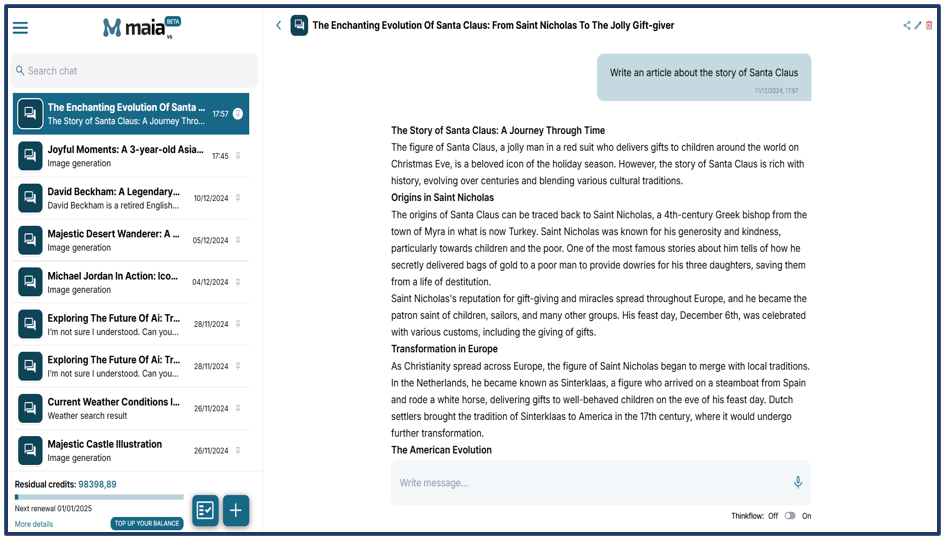 maia
BETA
V6
Search chat
The Enchanting Evolution Of Santa ...
The Story of Santa Claus: A Journey Thro...
17:57
Joyful Moments: A 3-year-old Asia...
Image generation
17:45
David Beckham: A Legendary...
David Beckham is a retired English...
10/12/2024
Majestic Desert Wanderer: A ...
Image generation
05/12/2024
Michael Jordan In Action: Ico...
Image generation
04/12/2024
Exploring The Future Of Ai: Tr...
I'm not sure I understood. Can you...
28/11/2024
Exploring The Future Of Ai: Tr...
I'm not sure I understood. Can you...
28/11/2024
Current Weather Conditions I...
Weather search result
26/11/2024
Majestic Castle Illustration
Image generation
26/11/2024
Residual credits: 98398,89
Next renewal 01/01/2025
More details
TOP UP YOUR BALANCE
The Enchanting Evolution Of Santa Claus: From Saint Nicholas To The Jolly Gift-giver
Write an article about the story of Santa Claus
11/12/2024, 17:57
The Story of Santa Claus: A Journey Through Time
The figure of Santa Claus, a jolly man in a red suit who delivers gifts to children around the world on
Christmas Eve, is a beloved icon of the holiday season. However, the story of Santa Claus is rich with
history, evolving over centuries and blending various cultural traditions.
Origins in Saint Nicholas
The origins of Santa Claus can be traced back to Saint Nicholas, a 4th-century Greek bishop from the
town of Myra in what is now Turkey. Saint Nicholas was known for his generosity and kindness,
particularly towards children and the poor. One of the most famous stories about him tells of how he
secretly delivered bags of gold to a poor man to provide dowries for his three daughters, saving them
from a life of destitution.
Saint Nicholas's reputation for gift-giving and miracles spread throughout Europe, and he became the
patron saint of children, sailors, and many other groups. His feast day, December 6th, was celebrated
with various customs, including the giving of gifts.
Transformation in Europe
As Christianity spread across Europe, the figure of Saint Nicholas began to merge with local traditions.
In the Netherlands, he became known as Sinterklaas, a figure who arrived on a steamboat from Spain
and rode a white horse, delivering gifts to well-behaved children on the eve of his feast day. Dutch
settlers brought the tradition of Sinterklaas to America in the 17th century, where it would undergo
further transformation.
The American Evolution
Write message...
Thinkflow: Off On